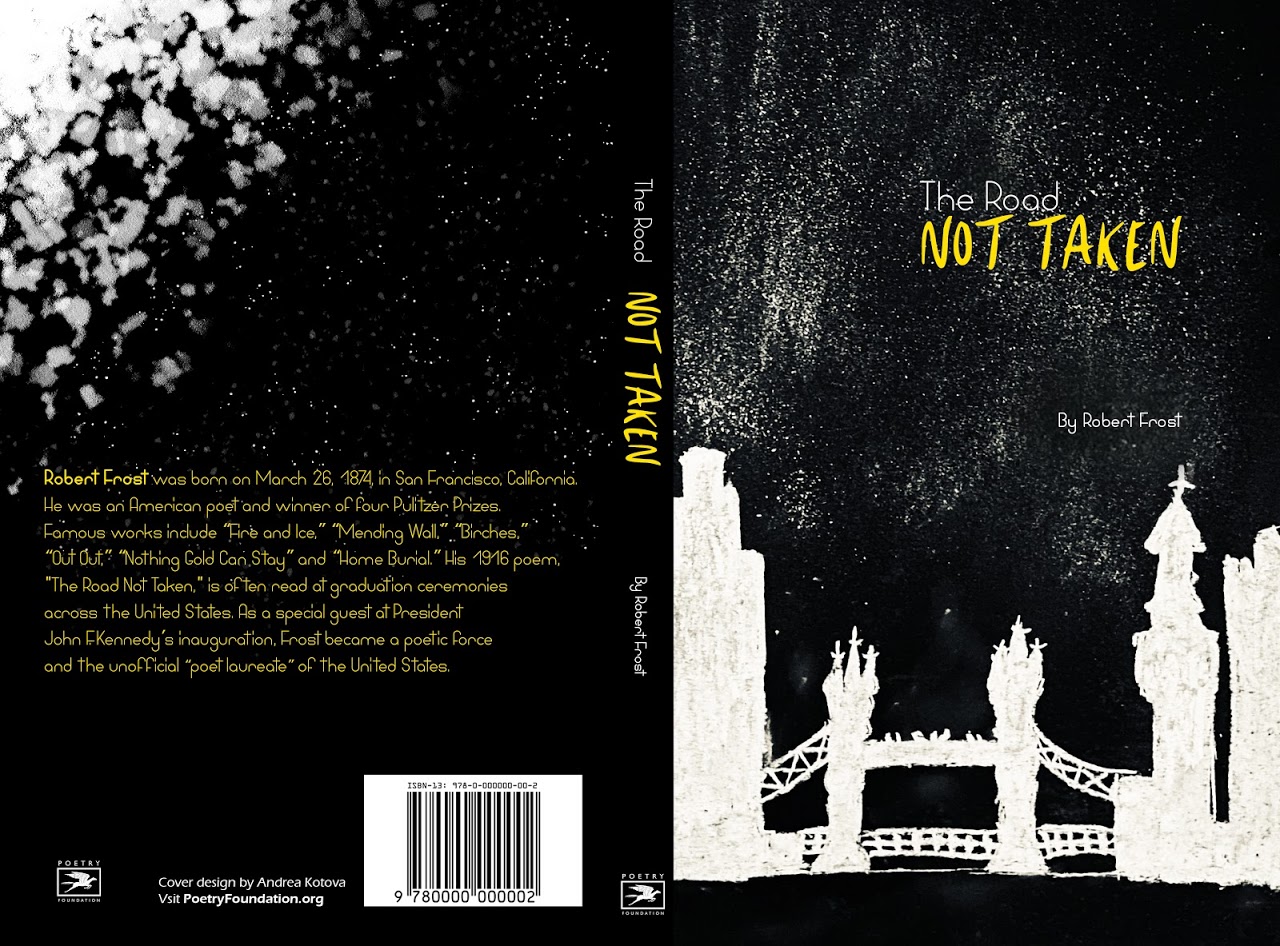 Robert Frost was born on March 26, 1874, in San Francisco, California.
He was an American poet and winner of four Pulitzer Prizes.
Famous works include “Fire and Ice,” “Mending Wall,” “Birches,”
“Out Out,” “Nothing Gold Can Stay” and “Home Burial.” His 1916 poem,
"The Road Not Taken," is often read at graduation ceremonies
across the United States. As a special guest at President
John F.Kennedy's inauguration, Frost became a poetic force
and the unofficial “poet laureate” of the United States.
POETRY
FOUNDATION
Cover design by Andrea Kotova
Vsit PoetryFoundation.org
ISBN-13: 978-0-000000-00-2
9 780000 000002
The Road
NOT TAKEN
By Robert Frost
POETRY
FOUNDATION
The Road
NOT TAKEN
By Robert Frost